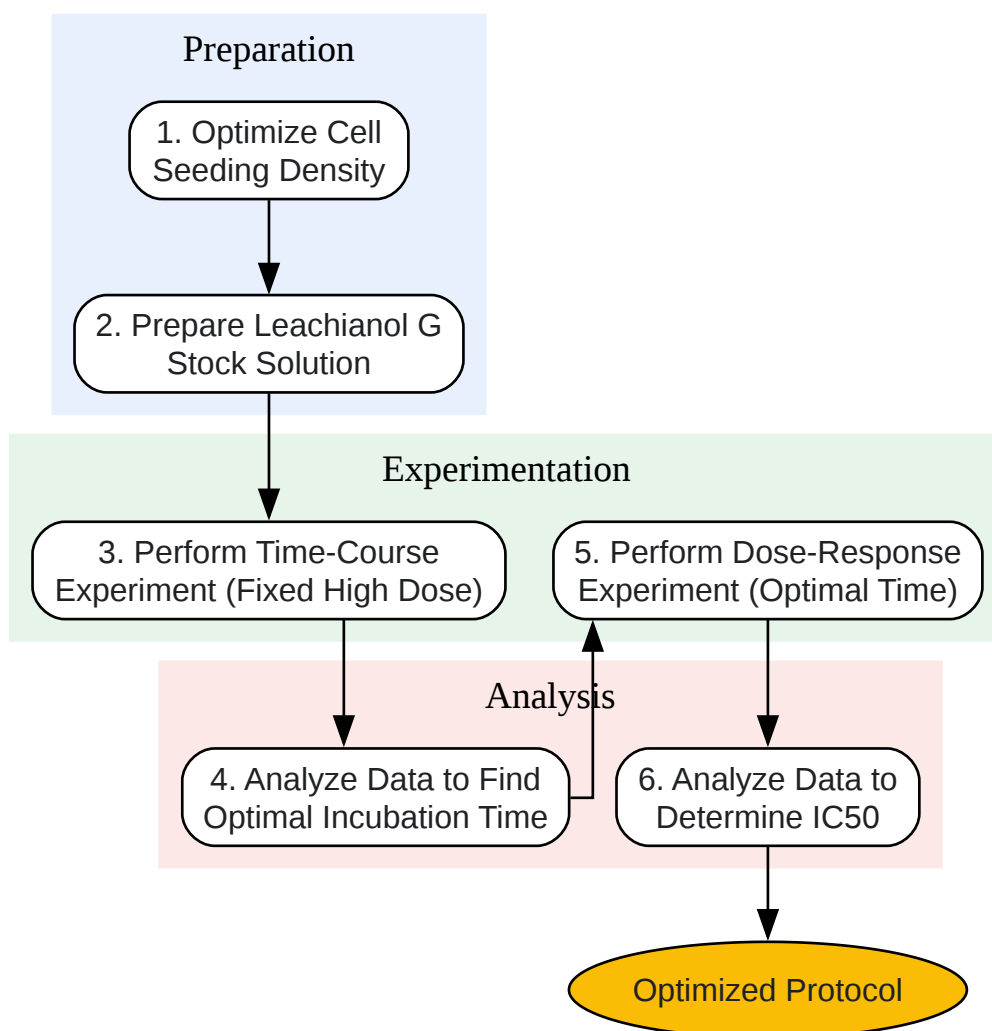 Preparation
1. Optimize Cell
Seeding Density
2. Prepare Leachianol G
Stock Solution
Experimentation
3. Perform Time-Course
Experiment (Fixed High Dose)
5. Perform Dose-Response
Experiment (Optimal Time)
Analysis
4. Analyze Data to Find
Optimal Incubation Time
6. Analyze Data to
Determine IC50
Optimized Protocol